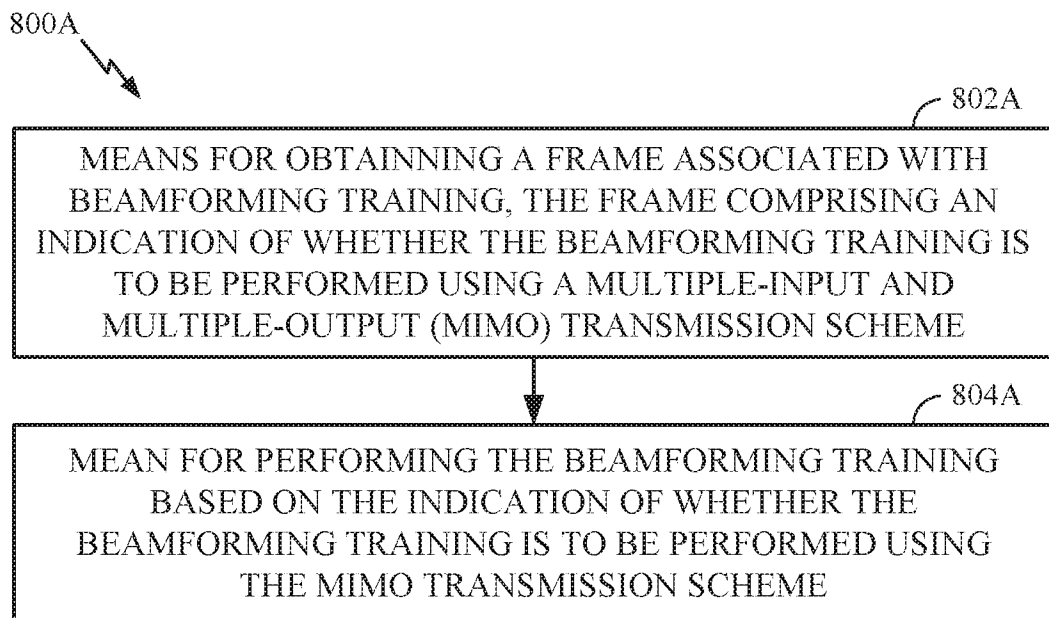 800A
802A
MEANS FOR OBTAINNING A FRAME ASSOCIATED WITH
BEAMFORMING TRAINING, THE FRAME COMPRISING AN
INDICATION OF WHETHER THE BEAMFORMING TRAINING IS
TO BE PERFORMED USING A MULTIPLE-INPUT AND
MULTIPLE-OUTPUT (MIMO) TRANSMISSION SCHEME
804A
MEAN FOR PERFORMING THE BEAMFORMING TRAINING
BASED ON THE INDICATION OF WHETHER THE
BEAMFORMING TRAINING IS TO BE PERFORMED USING
THE MIMO TRANSMISSION SCHEME